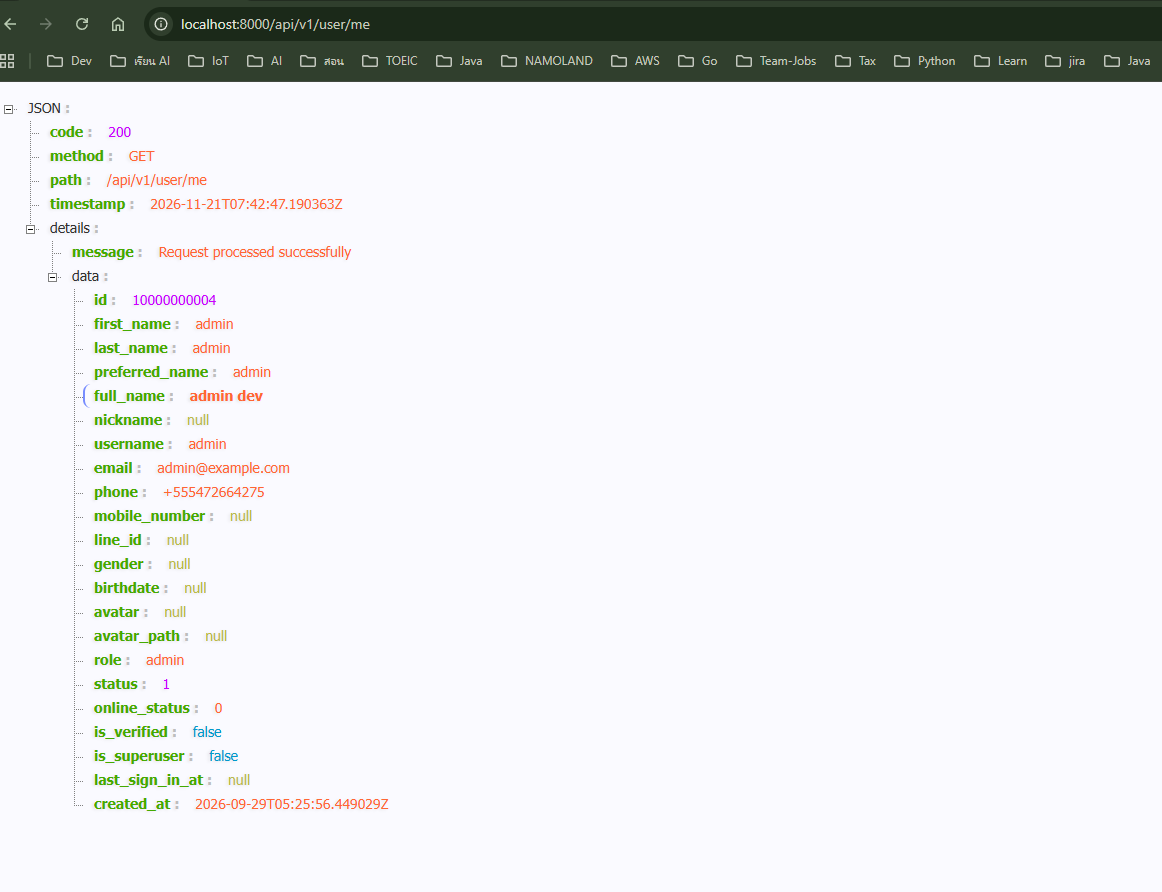 localhost:8000/api/v1/user/me
Dev เรียน AI IoT AI สอน TOEIC Java NAMOLAND AWS Go Team-Jobs Tax Python Learn jira Java
JSON :
code : 200
method : GET
path : /api/v1/user/me
timestamp : 2026-11-21T07:42:47.190363Z
details :
message : Request processed successfully
data :
id : 10000000004
first_name : admin
last_name : admin
preferred_name : admin
full_name : admin dev
nickname : null
username : admin
email : admin@example.com
phone : +555472664275
mobile_number : null
line_id : null
gender : null
birthdate : null
avatar : null
avatar_path : null
role : admin
status : 1
online_status : 0
is_verified : false
is_superuser : false
last_sign_in_at : null
created_at : 2026-09-29T05:25:56.449029Z